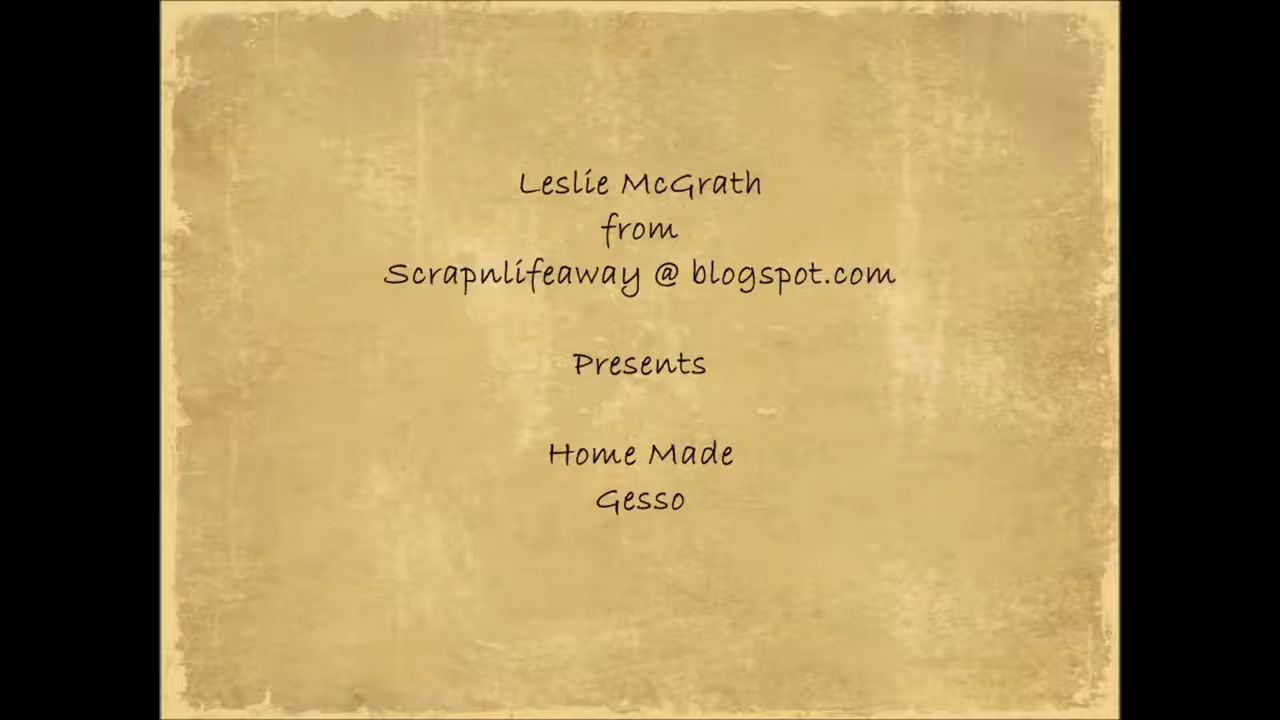 Leslie McGrath
from
Scrapnlifeaway @ blogspot.com
Presents
Home Made
Gesso